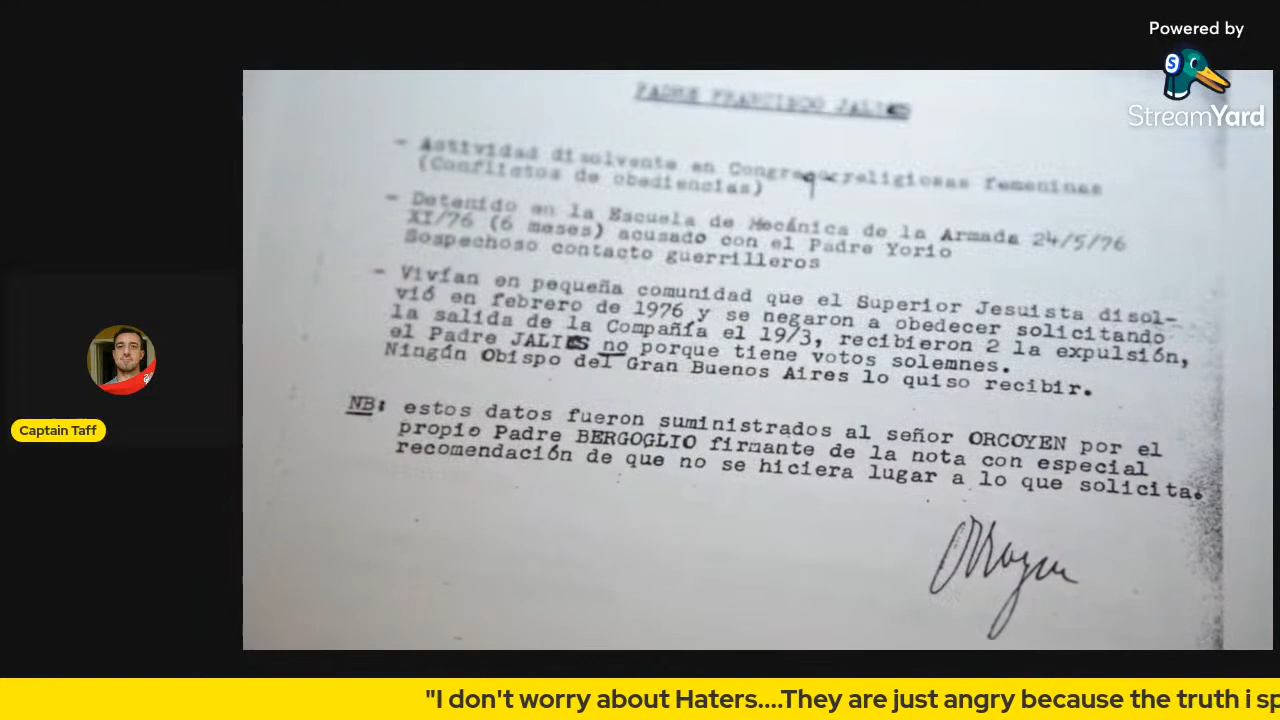 Powered by
StreamYard
PADRE FRANCISCO JALICS
- Astividad disolvente en religiosas femeninas
(Conflictos de obediencias)
- Detenido en la Escuela de Mecánica de la Armada 24/5/76
XI/76 (6 meses) acusado con el Padre Yorio
Sospechoso contacto guerrilleros
- Vivían en pequeña comunidad que el Superior Jesuista disol-
vió en febrero de 1976 y se negaron a obedecer solicitando
la salida de la Compañía el 19/3, recibieron 2 la expulsión,
el Padre JALICS no porque tiene votos solemnes.
Ningún Obispo del Gran Buenos Aires lo quiso recibir.
NB: estos datos fueron suministrados al señor ORCOYEN por el
propio Padre BERGOGLIO firmante de la nota con especial
recomendación de que no se hiciera lugar a lo que solicita.
Captain Taff
"I don't worry about Haters....They are just angry because the truth i sp